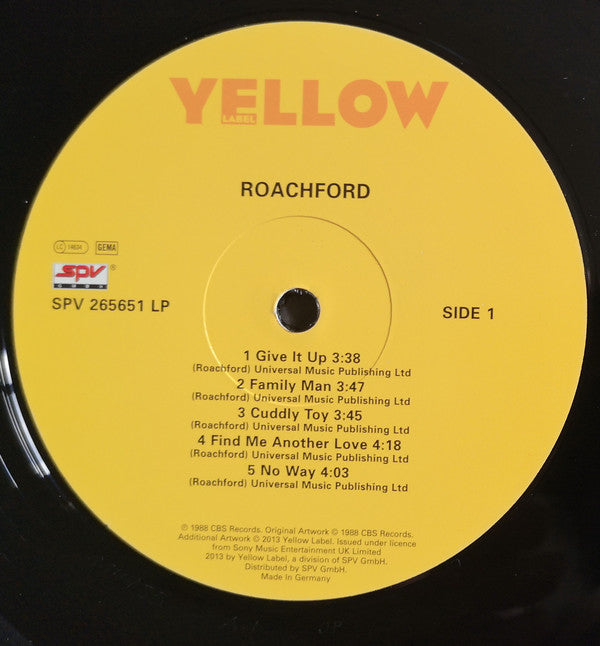 YELLOW
LABEL
ROACHFORD
LC 14634 GEMA
SPV ®
GMBH
SPV 265651 LP
SIDE 1
1 Give It Up 3:38
(Roachford) Universal Music Publishing Ltd
2 Family Man 3:47
(Roachford) Universal Music Publishing Ltd
3 Cuddly Toy 3:45
(Roachford) Universal Music Publishing Ltd
4 Find Me Another Love 4:18
(Roachford) Universal Music Publishing Ltd
5 No Way 4:03
(Roachford) Universal Music Publishing Ltd
℗ 1988 CBS Records. Original Artwork © 1988 CBS Records.
Additional Artwork © 2013 Yellow Label. Issued under licence
from Sony Music Entertainment UK Limited
2013 by Yellow Label, a division of SPV GmbH.
Distributed by SPV GmbH.
Made in Germany